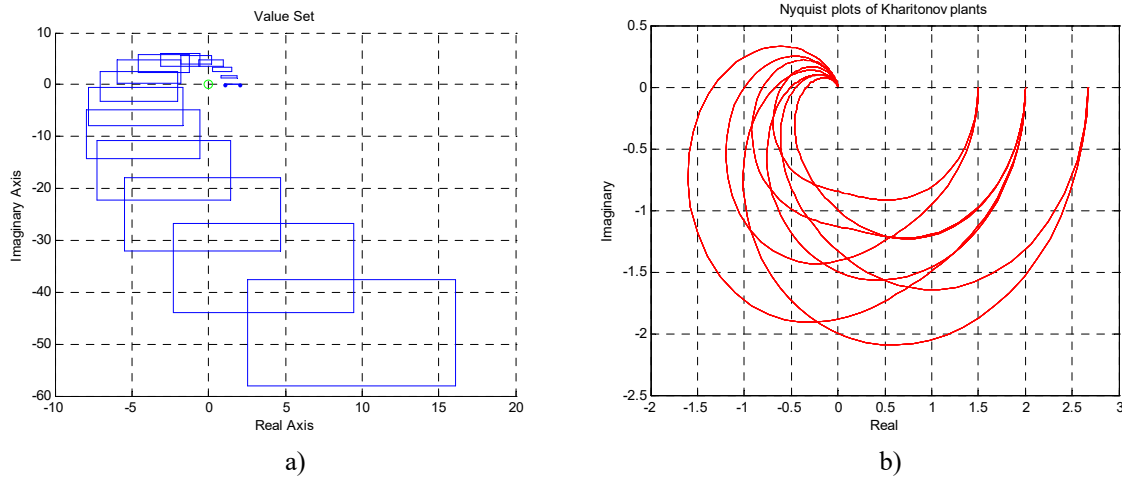 Value Set
10
0
-10
-20
-30
-40
-50
-60
Imaginary Axis
-10 -5 0 5 10 15 20
Real Axis
a)
Nyquist plots of Kharitonov plants
0.5
0
-0.5
-1
-1.5
-2
-2.5
Imaginary
-2 -1.5 -1 -0.5 0 0.5 1 1.5 2 2.5 3
Real
b)